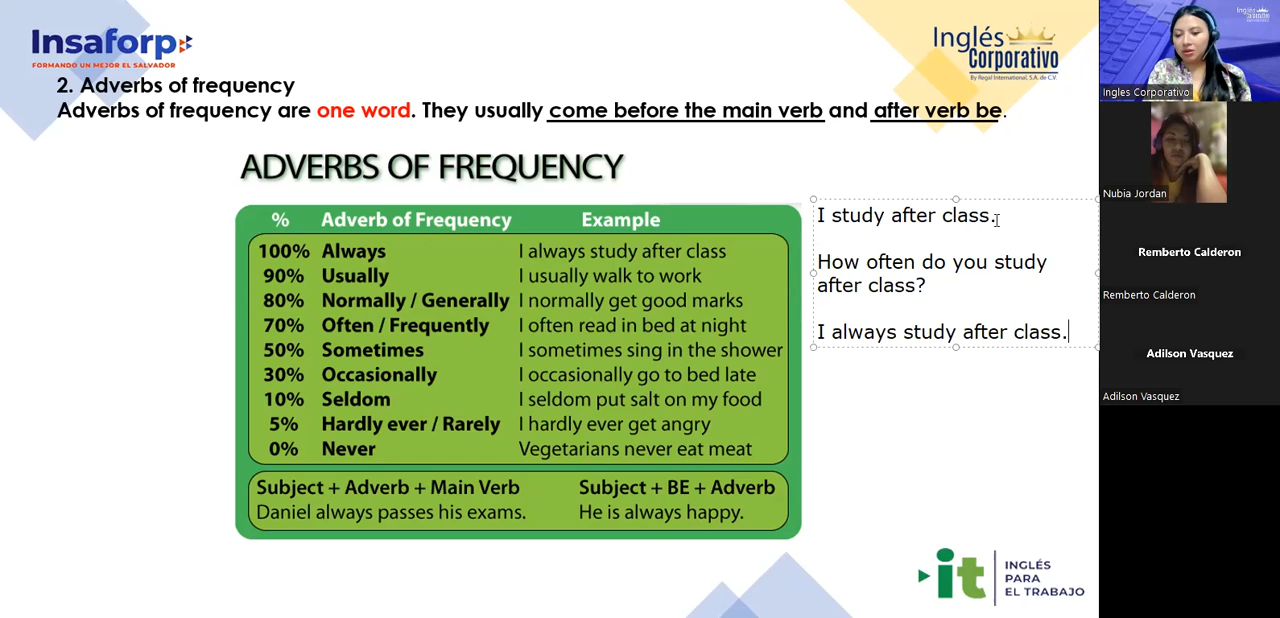 Insaforp
FORMANDO UN MEJOR EL SALVADOR
Inglés
Corporativo
By Regal International, S.A. de C.V.
2. Adverbs of frequency
Adverbs of frequency are one word. They usually come before the main verb and after verb be.
ADVERBS OF FREQUENCY
% Adverb of Frequency Example
100% Always I always study after class
90% Usually I usually walk to work
80% Normally / Generally I normally get good marks
70% Often / Frequently I often read in bed at night
50% Sometimes I sometimes sing in the shower
30% Occasionally I occasionally go to bed late
10% Seldom I seldom put salt on my food
5% Hardly ever / Rarely I hardly ever get angry
0% Never Vegetarians never eat meat
Subject + Adverb + Main Verb Subject + BE + Adverb
Daniel always passes his exams. He is always happy.
I study after class.
How often do you study
after class?
I always study after class.
it
INGLÉS
PARA
EL TRABAJO
Ingles Corporativo
Nubia Jordan
Remberto Calderon
Remberto Calderon
Adilson Vasquez
Adilson Vasquez